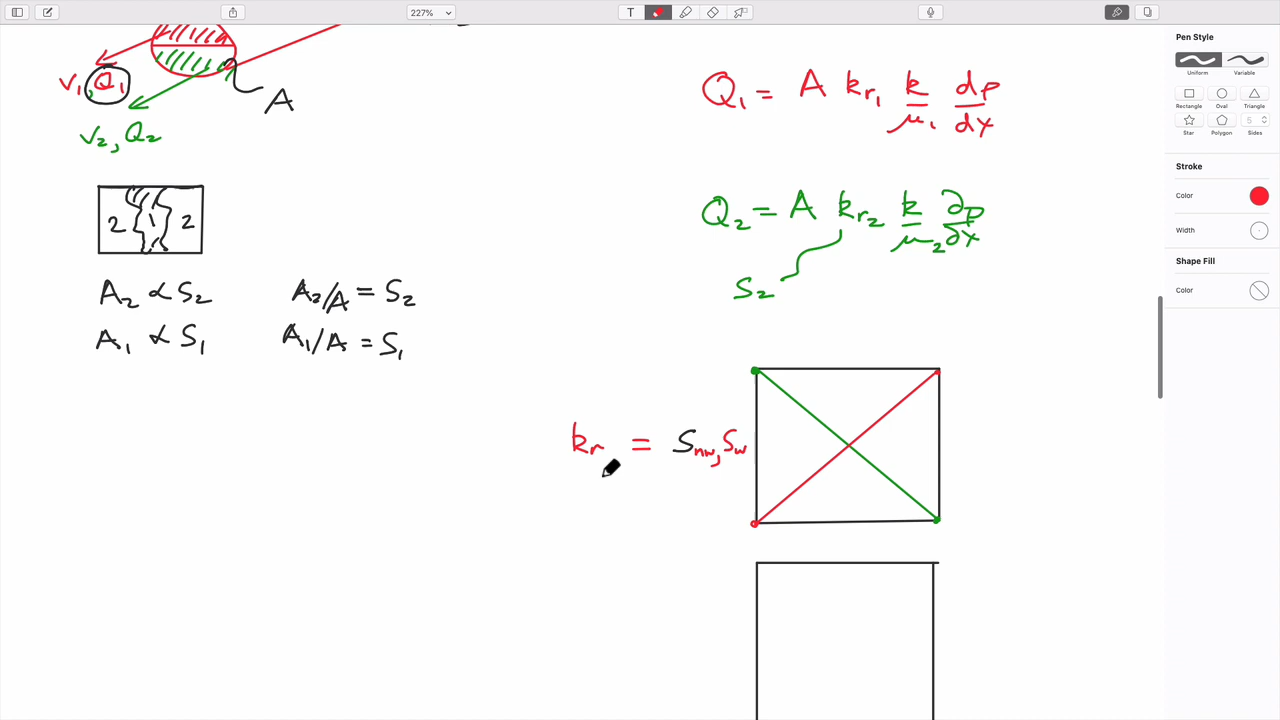 227%
T
Pen Style
Uniform
Variable
Rectangle
Oval
Triangle
Star
Polygon
5
Sides
Stroke
Color
Width
Shape Fill
Color
V₁, Q₁
A
V₂, Q₂
2 1 2
A₂ ∝ S₂
A₂/A = S₂
A₁ ∝ S₁
A₁/A = S₁
Q₁ = A kr₁ k/μ₁ dp/dx
Q₂ = A kr₂ k/μ₂ ∂p/∂x
S₂
kr = Snw, Sw